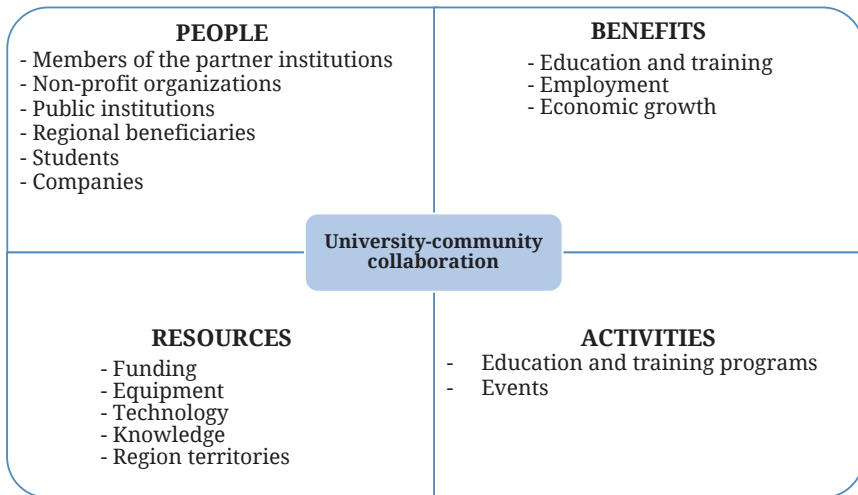 PEOPLE
- Members of the partner institutions
- Non-profit organizations
- Public institutions
- Regional beneficiaries
- Students
- Companies
BENEFITS
- Education and training
- Employment
- Economic growth
University-community
collaboration
RESOURCES
- Funding
- Equipment
- Technology
- Knowledge
- Region territories
ACTIVITIES
- Education and training programs
- Events